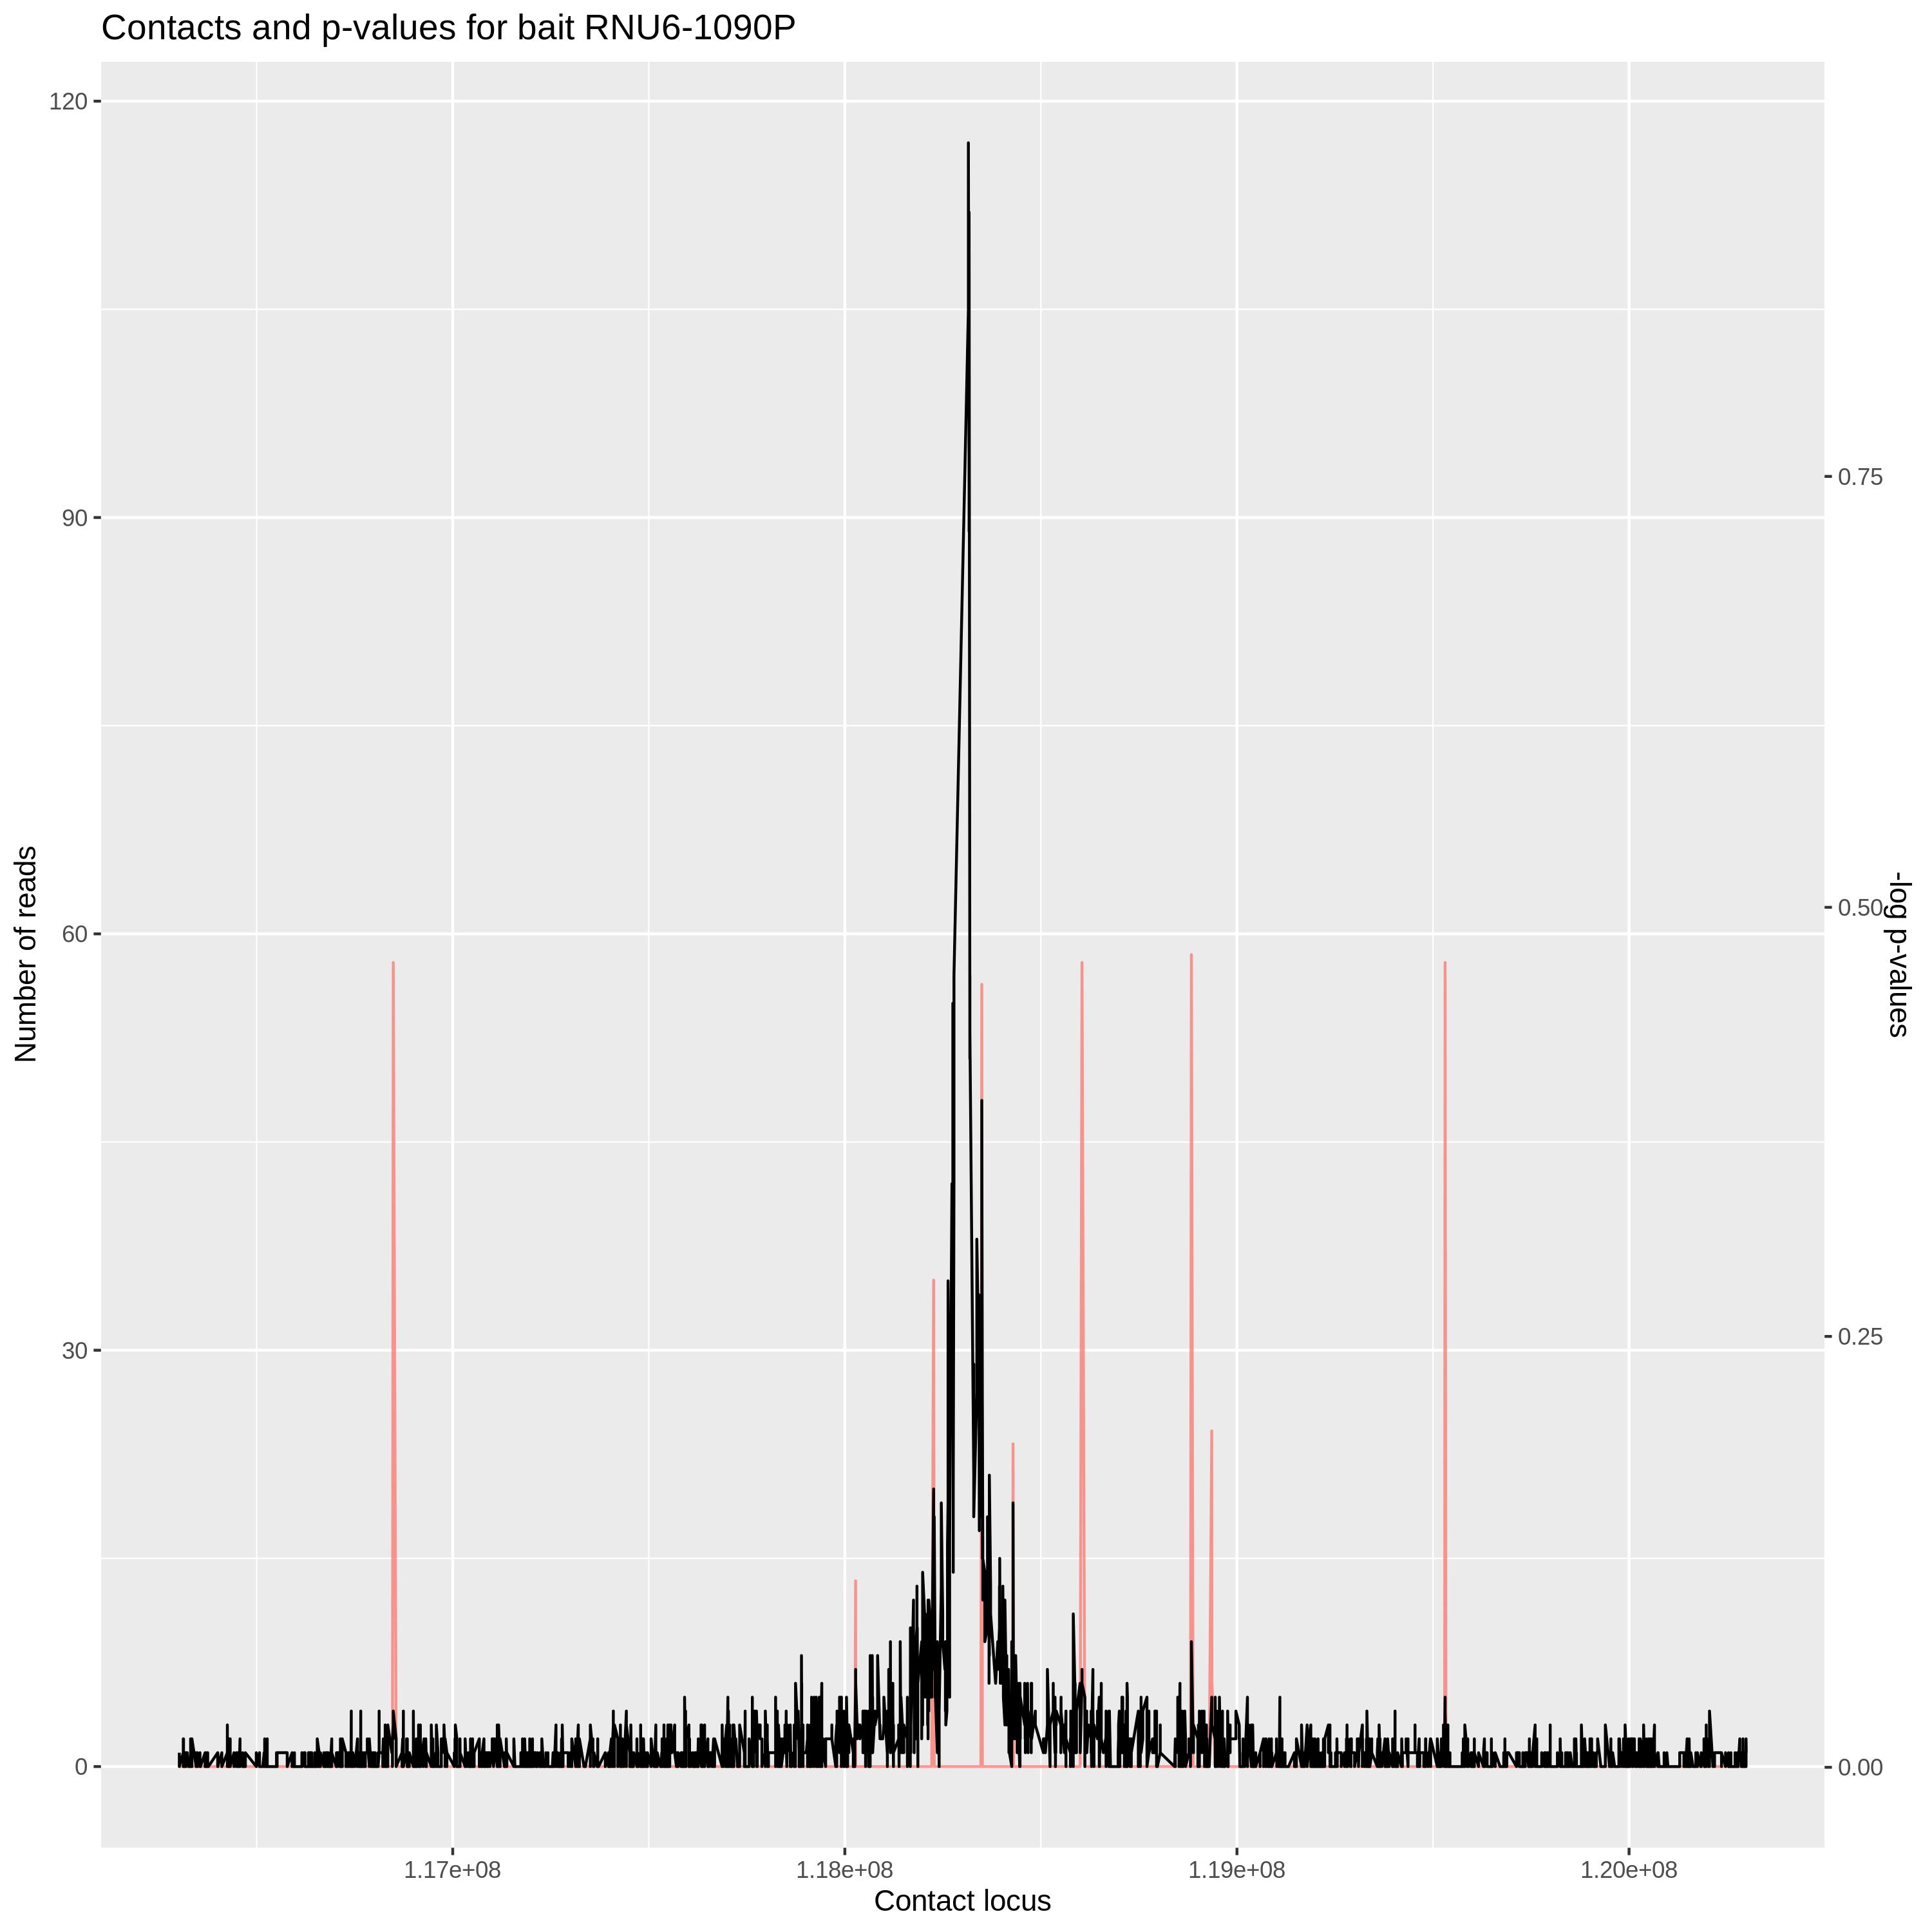 Contacts and p-values for bait RNU6-1090P
120
90
60
30
0
Number of reads
0.75
0.50
0.25
0.00
-log p-values
1.17e+08
1.18e+08
1.19e+08
1.20e+08
Contact locus